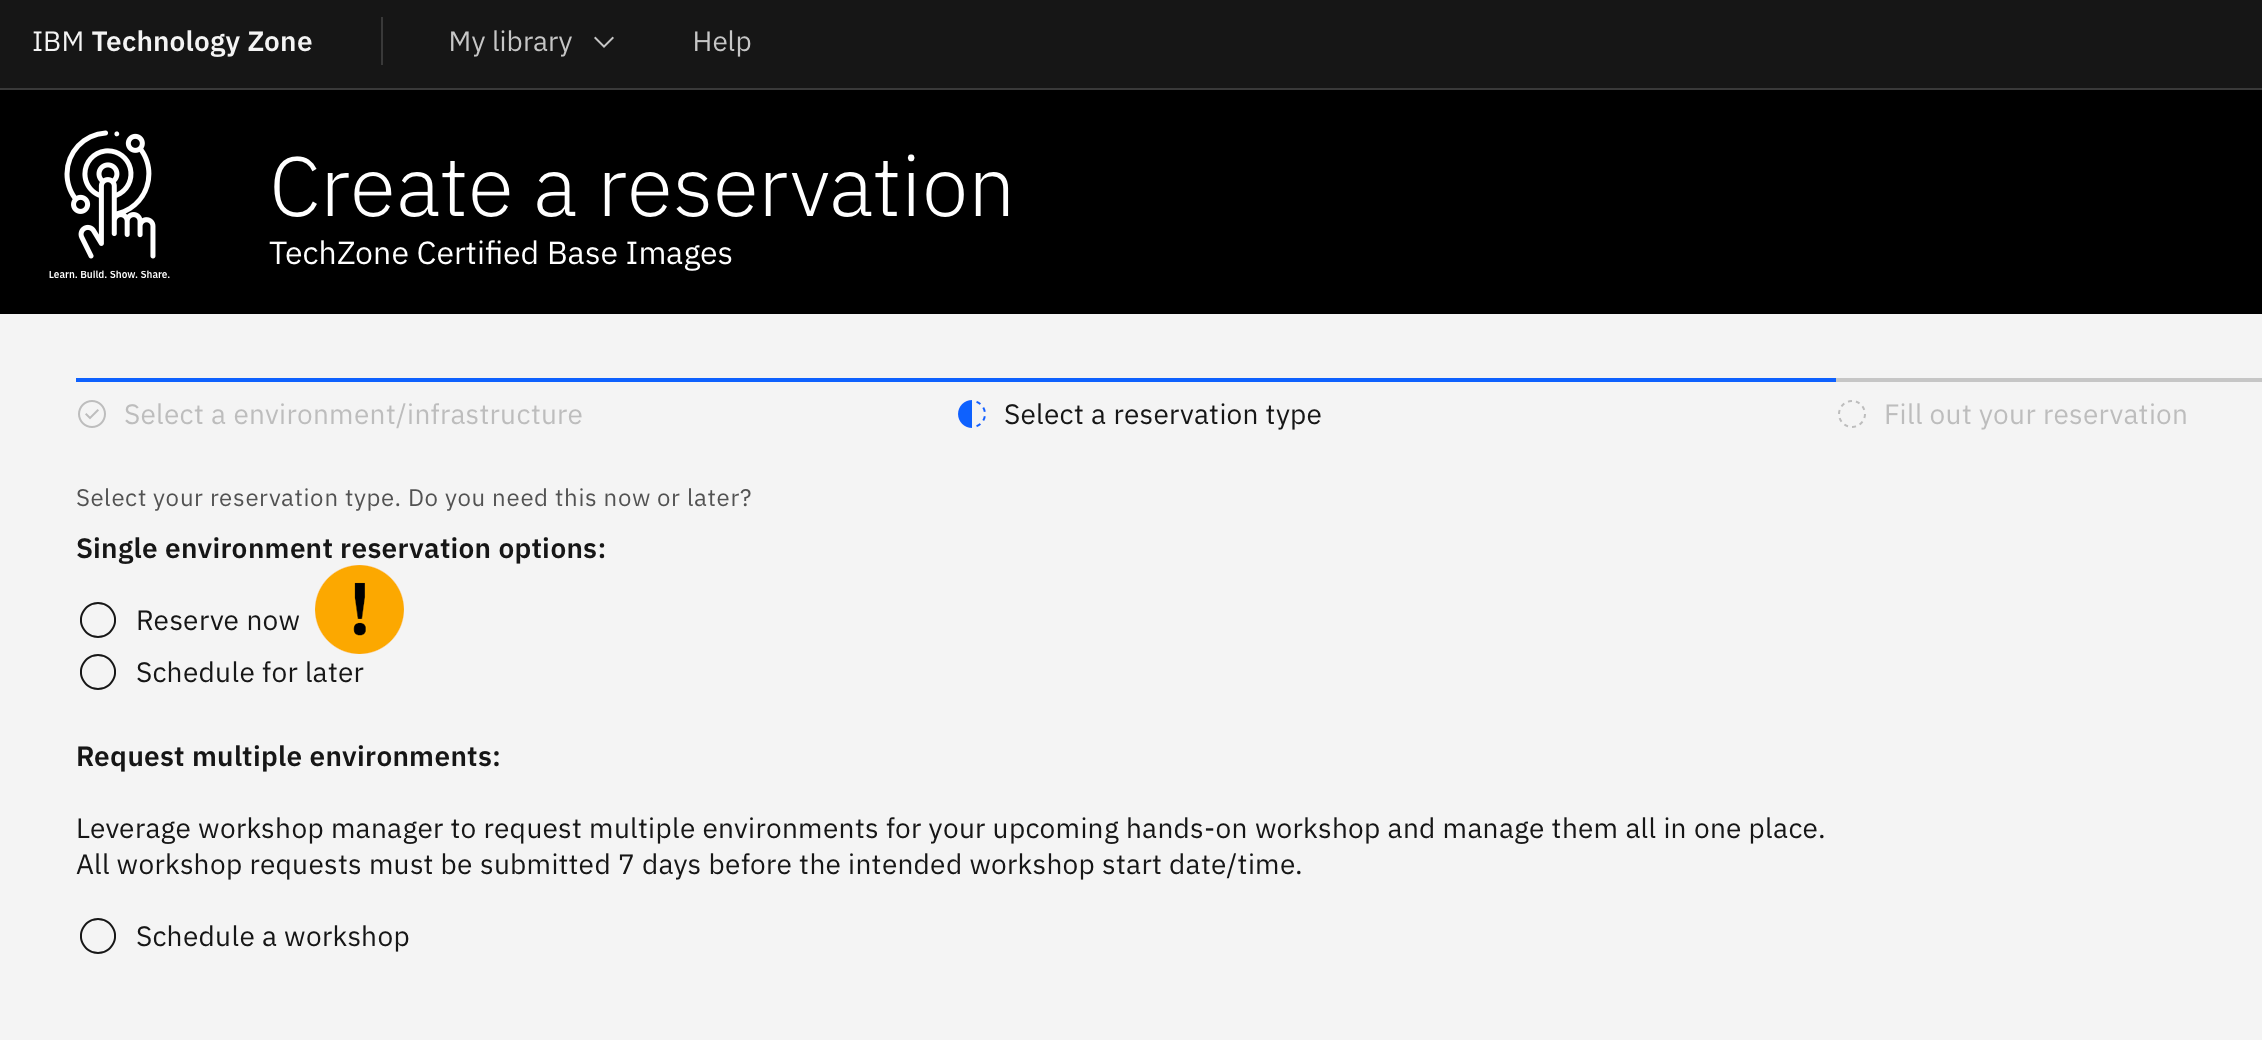 IBM Technology Zone
My library
Help
Create a reservation
TechZone Certified Base Images
Learn. Build. Show. Share.
Select a environment/infrastructure
Select a reservation type
Fill out your reservation
Select your reservation type. Do you need this now or later?
Single environment reservation options:
Reserve now
!
Schedule for later
Request multiple environments:
Leverage workshop manager to request multiple environments for your upcoming hands-on workshop and manage them all in one place.
All workshop requests must be submitted 7 days before the intended workshop start date/time.
Schedule a workshop